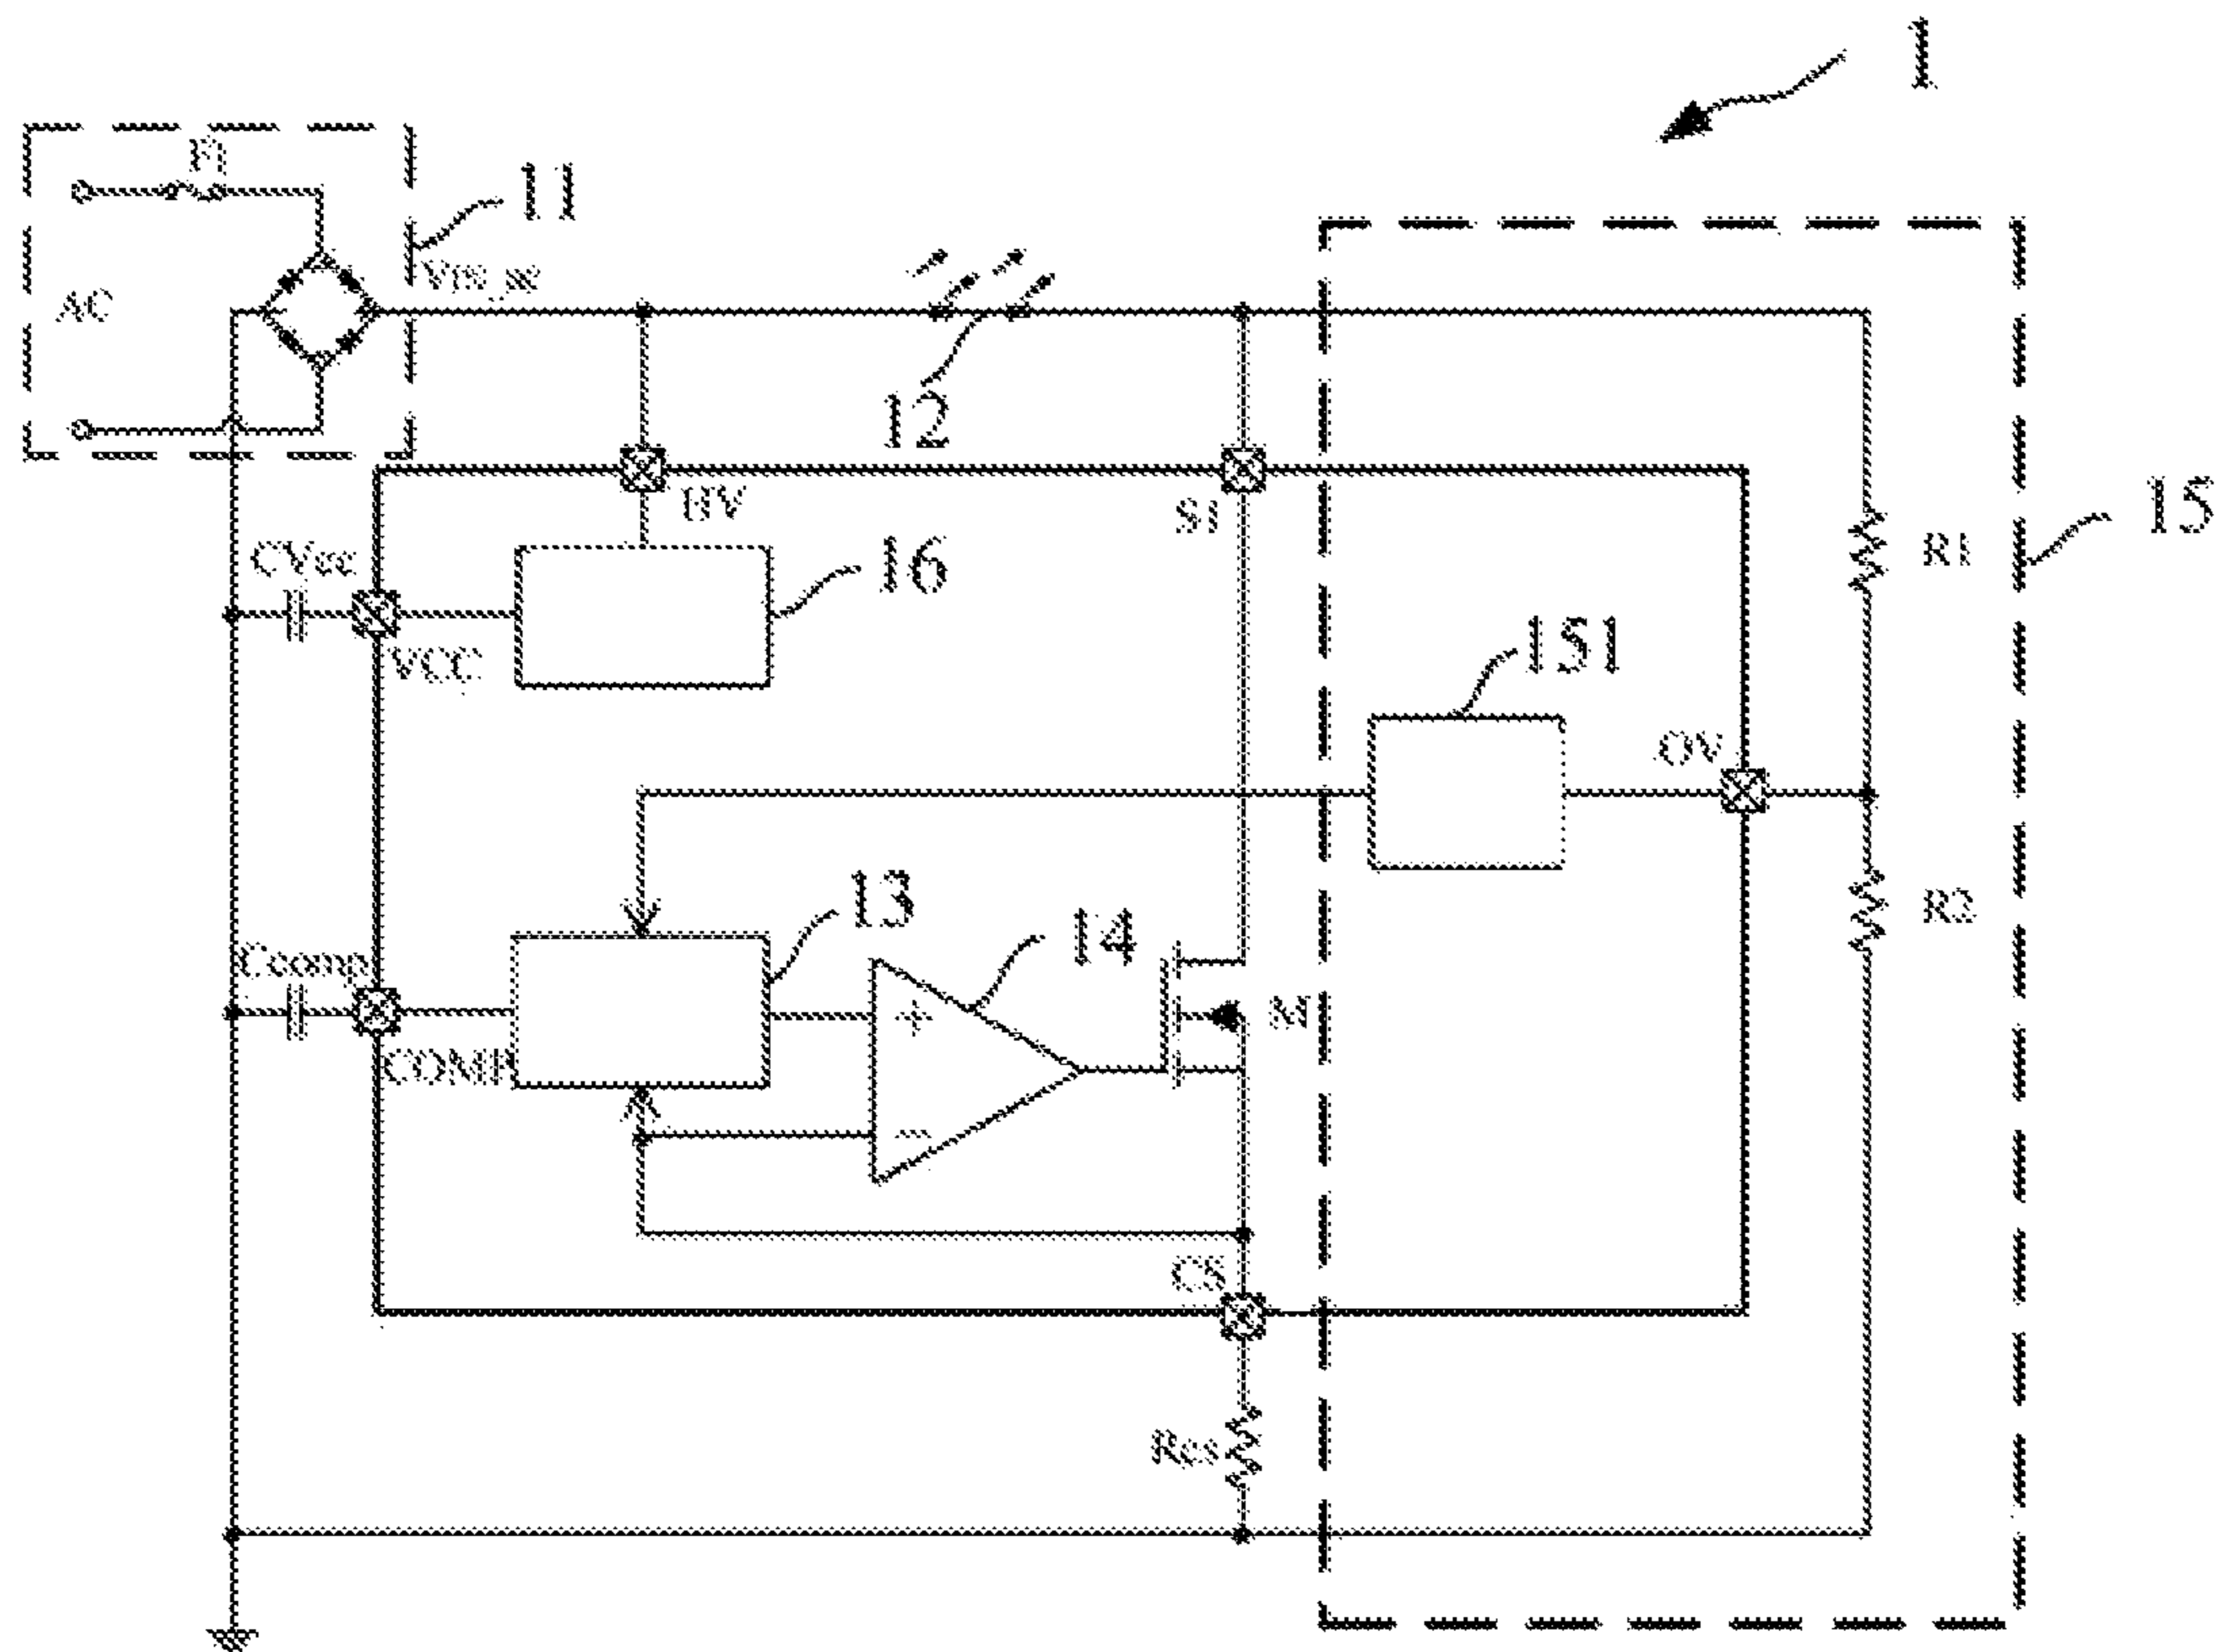 1
11
AC
12
HV
S1
15
CVcc
16
R1
VCC
151
OV
13
R2
14
Ccomp
M
COMP
+
−
CS
Rcs